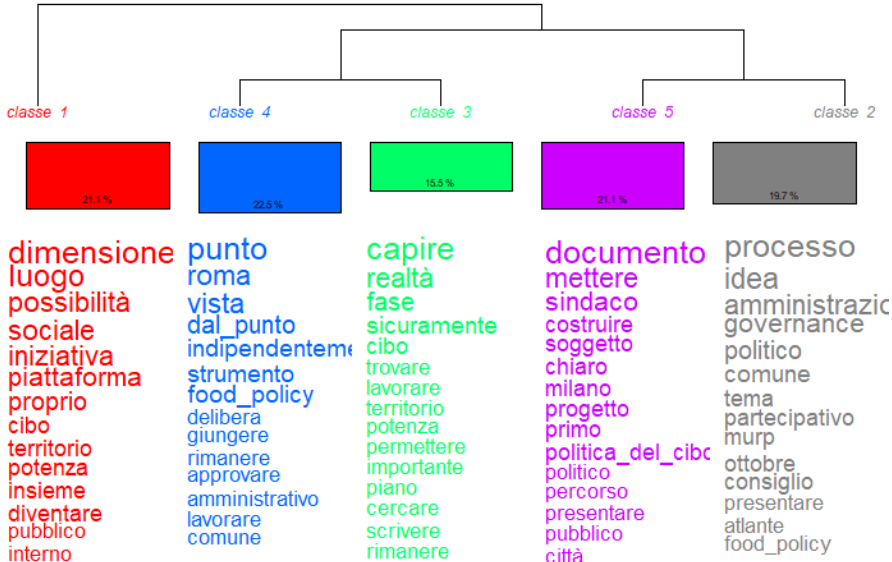 classe 1
classe 4
classe 3
classe 5
classe 2
21.1 %
22.5 %
15.5 %
21.1 %
19.7 %
dimensione
luogo
possibilità
sociale
iniziativa
piattaforma
proprio
cibo
territorio
potenza
insieme
diventare
pubblico
interno
punto
roma
vista
dal_punto
indipendenteme
strumento
food_policy
delibera
giungere
rimanere
approvare
amministrativo
lavorare
comune
capire
realtà
fase
sicuramente
cibo
trovare
lavorare
territorio
potenza
permettere
importante
piano
cercare
scrivere
rimanere
documento
mettere
sindaco
costruire
soggetto
chiaro
milano
progetto
primo
politica_del_cibo
politico
percorso
presentare
pubblico
città
processo
idea
amministrazio
governance
politico
comune
tema
partecipativo
murp
ottobre
consiglio
presentare
atlante
food_policy